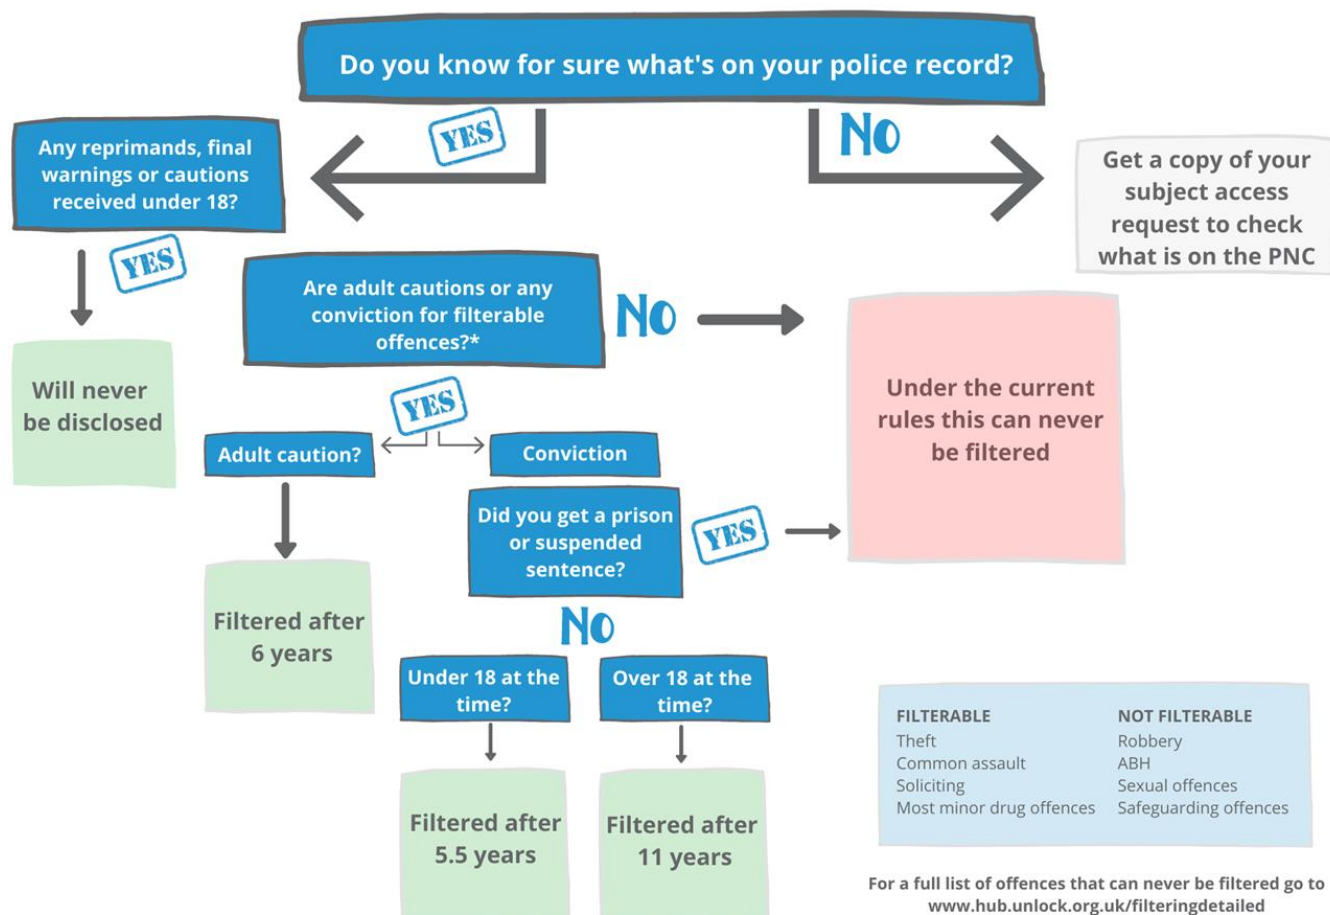 Do you know for sure what's on your police record?
YES
NO
Any reprimands, final
warnings or cautions
received under 18?
Get a copy of your
subject access
request to check
what is on the PNC
YES
Are adult cautions or any
conviction for filterable
offences?*
NO
Will never
be disclosed
Under the current
rules this can never
be filtered
YES
Adult caution?
Conviction
Did you get a prison
or suspended
sentence?
YES
Filtered after
6 years
NO
Under 18 at the
time?
Over 18 at the
time?
Filtered after
5.5 years
Filtered after
11 years
FILTERABLE
Theft
Common assault
Soliciting
Most minor drug offences
NOT FILTERABLE
Robbery
ABH
Sexual offences
Safeguarding offences
For a full list of offences that can never be filtered go to
www.hub.unlock.org.uk/filteringdetailed